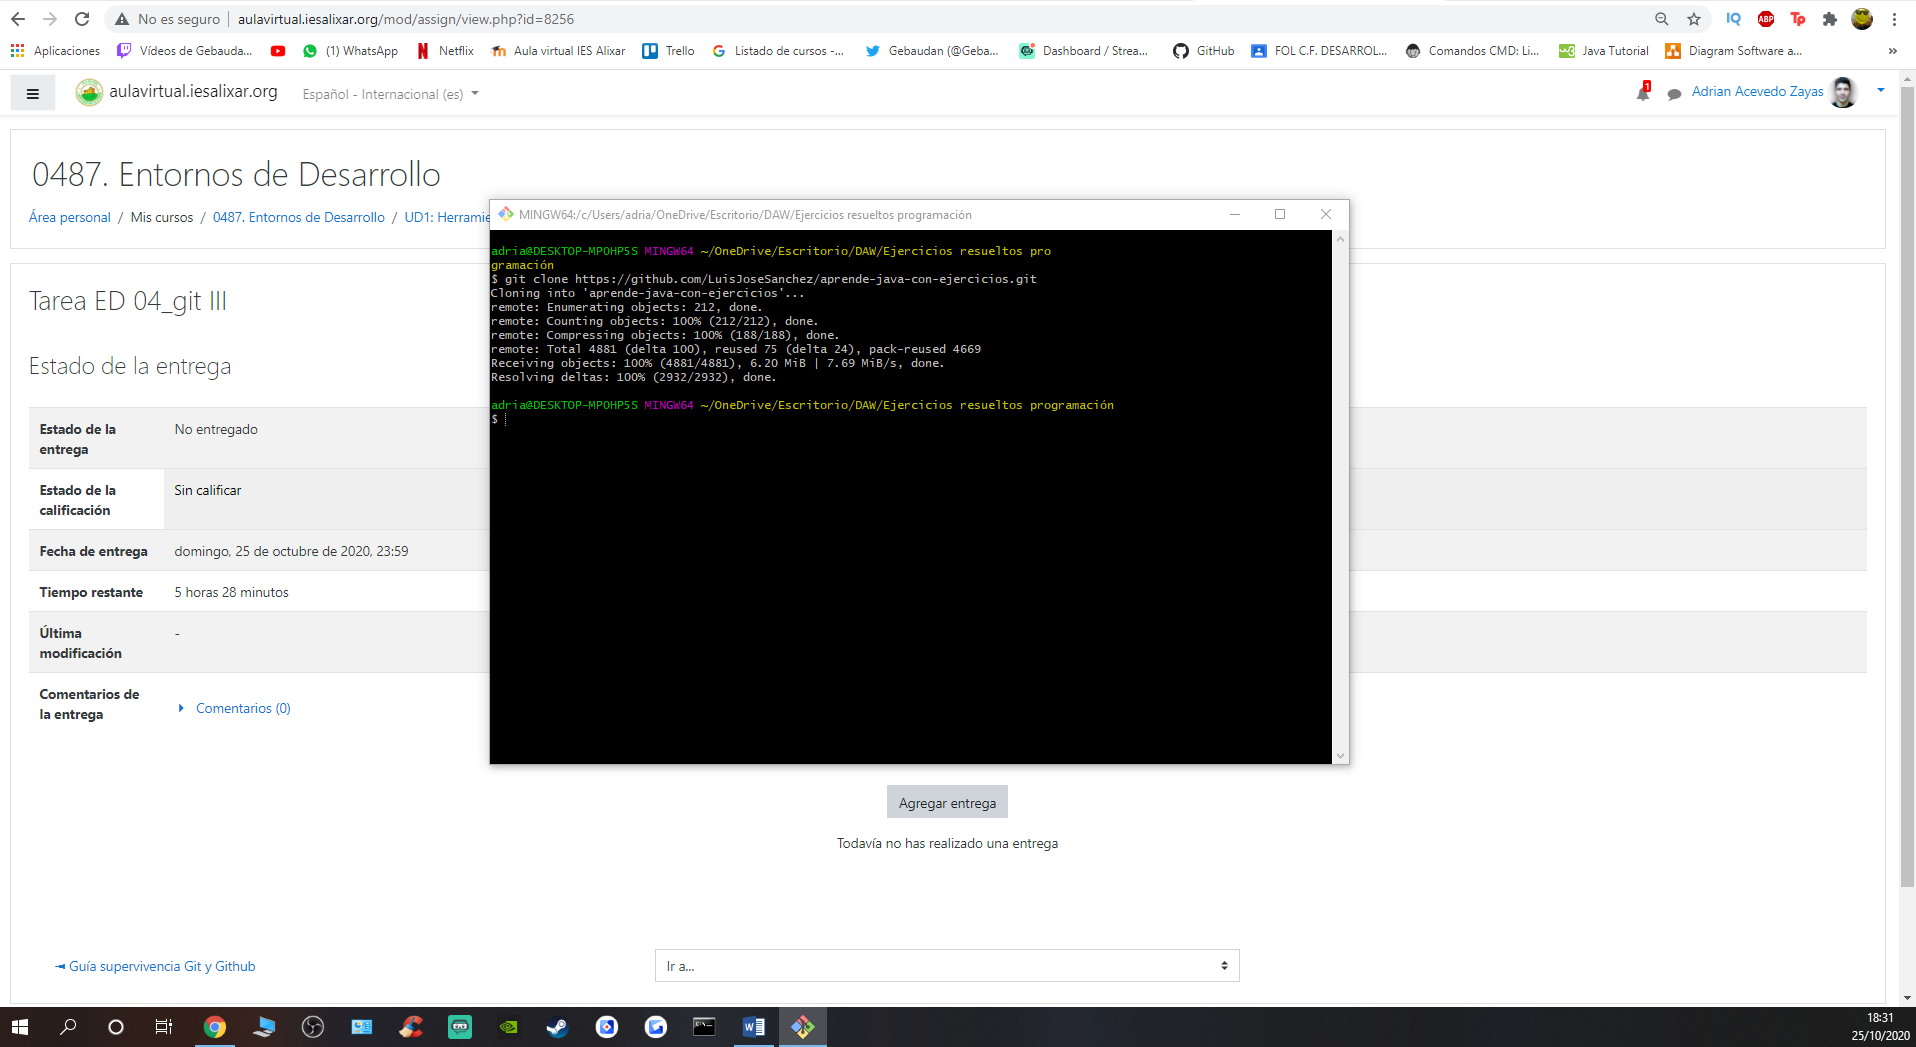 No es seguro
aulavirtual.iesalixar.org/mod/assign/view.php?id=8256
IQ
ABP
Tp
Aplicaciones
Vídeos de Gebauda...
(1) WhatsApp
Netflix
Aula virtual IES Alixar
Trello
Listado de cursos -...
Gebaudan (@Geba...
Dashboard / Strea...
GitHub
FOL C.F. DESARROL...
Comandos CMD: Li...
Java Tutorial
Diagram Software a...
»
aulavirtual.iesalixar.org
Español - Internacional (es)
1
Adrian Acevedo Zayas
0487. Entornos de Desarrollo
Área personal / Mis cursos / 0487. Entornos de Desarrollo / UD1: Herramie
MINGW64:/c/Users/adria/OneDrive/Escritorio/DAW/Ejercicios resueltos programación
adria@DESKTOP-MPOHP5S MINGW64 ~/OneDrive/Escritorio/DAW/Ejercicios resueltos pro
gramación
$ git clone https://github.com/LuisJoseSanchez/aprende-java-con-ejercicios.git
Cloning into 'aprende-java-con-ejercicios'...
remote: Enumerating objects: 212, done.
remote: Counting objects: 100% (212/212), done.
remote: Compressing objects: 100% (188/188), done.
remote: Total 4881 (delta 100), reused 75 (delta 24), pack-reused 4669
Receiving objects: 100% (4881/4881), 6.20 MiB | 7.69 MiB/s, done.
Resolving deltas: 100% (2932/2932), done.
adria@DESKTOP-MPOHP5S MINGW64 ~/OneDrive/Escritorio/DAW/Ejercicios resueltos programación
$
Tarea ED 04_git III
Estado de la entrega
Estado de la
entrega
No entregado
Estado de la
calificación
Sin calificar
Fecha de entrega
domingo, 25 de octubre de 2020, 23:59
Tiempo restante
5 horas 28 minutos
Última
modificación
-
Comentarios de
la entrega
Comentarios (0)
Agregar entrega
Todavía no has realizado una entrega
◄ Guía supervivencia Git y Github
Ir a...
18:31
25/10/2020